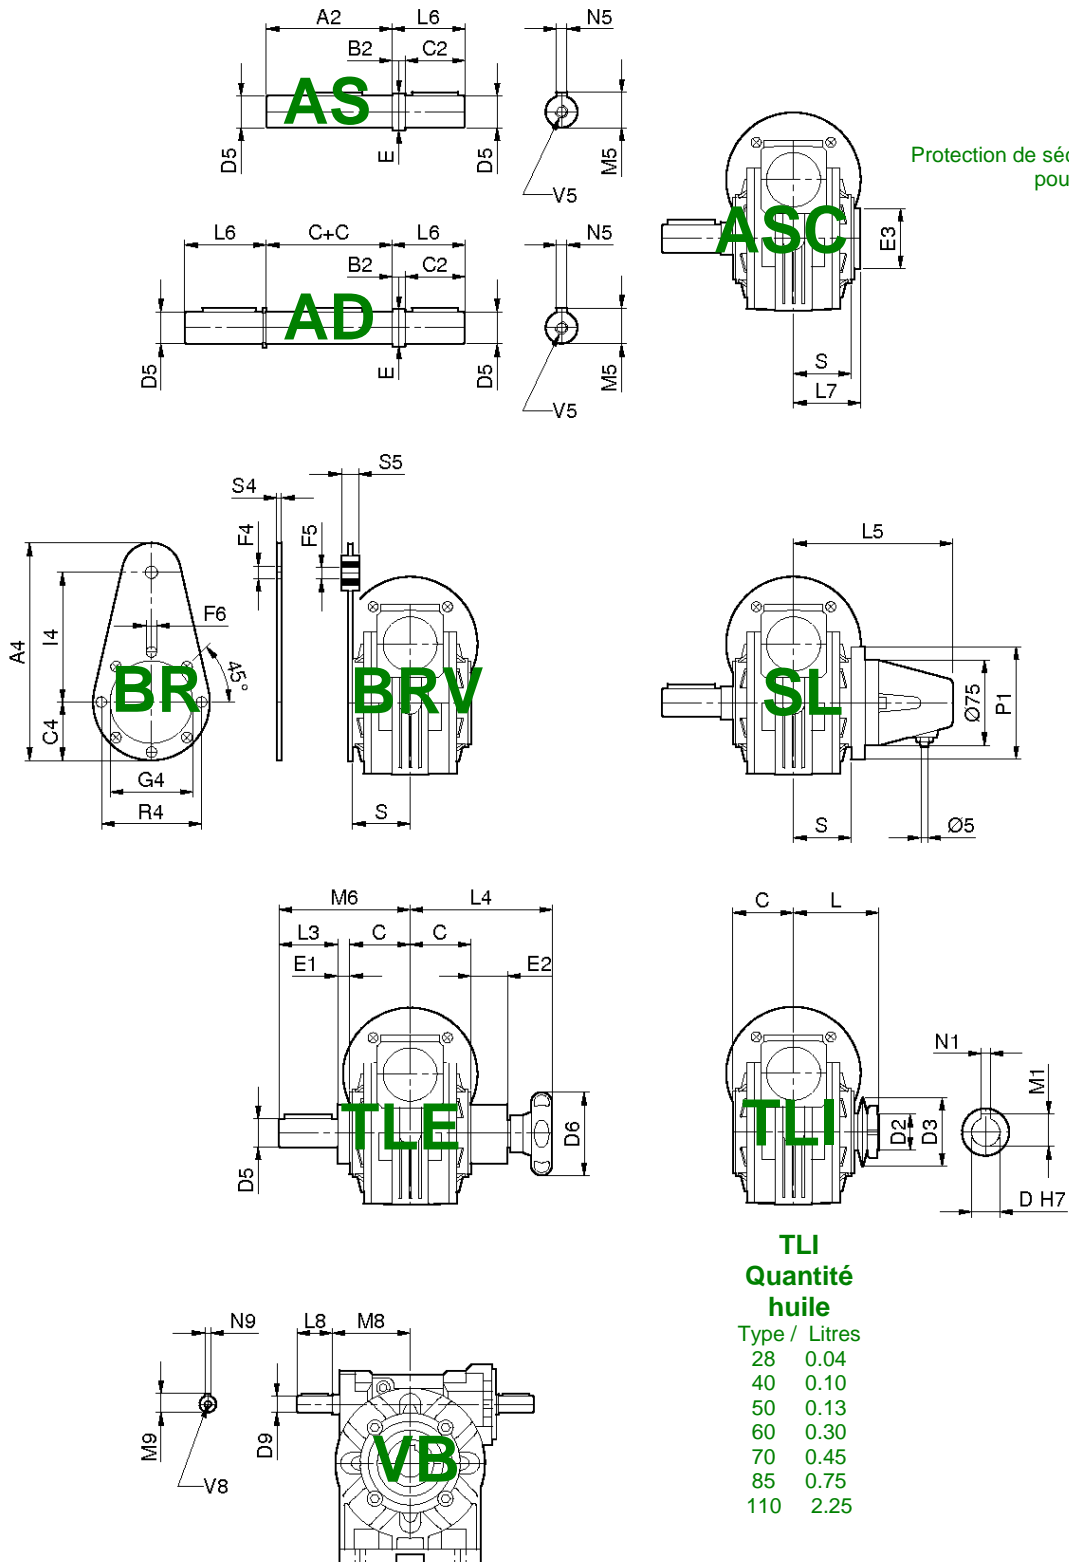 A2 L6 N5
B2 C2
AS
D5 E D5 M5
V5
L6 C+C L6 N5
B2 C2
AD
D5 E D5 M5
V5
Protection de séc
pou
ASC
E3
S
L7
S4 S5
F4 F5
A4 I4 F6
45°
BR
C4
G4
R4
BRV
S
L5
SL
Ø75 P1
S Ø5
M6 L4
L3 C C
E1 E2
TLE
D5 D6
C L
N1 M1
TLI
D2 D3
D H7
TLI
Quantité
huile
Type / Litres
28 0.04
40 0.10
50 0.13
60 0.30
70 0.45
85 0.75
110 2.25
N9 L8 M8
M9 D9
V8
VB